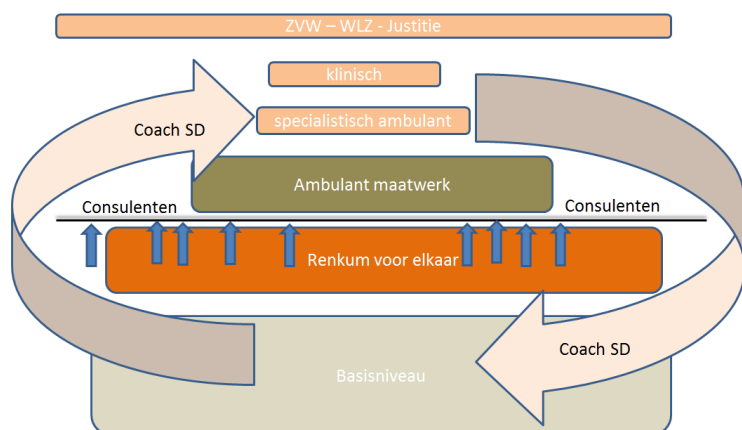 ZVW – WLZ - Justitie
klinisch
specialistisch ambulant
Coach SD
Ambulant maatwerk
Consulenten
Consulenten
Renkum voor elkaar
Coach SD
Basisniveau